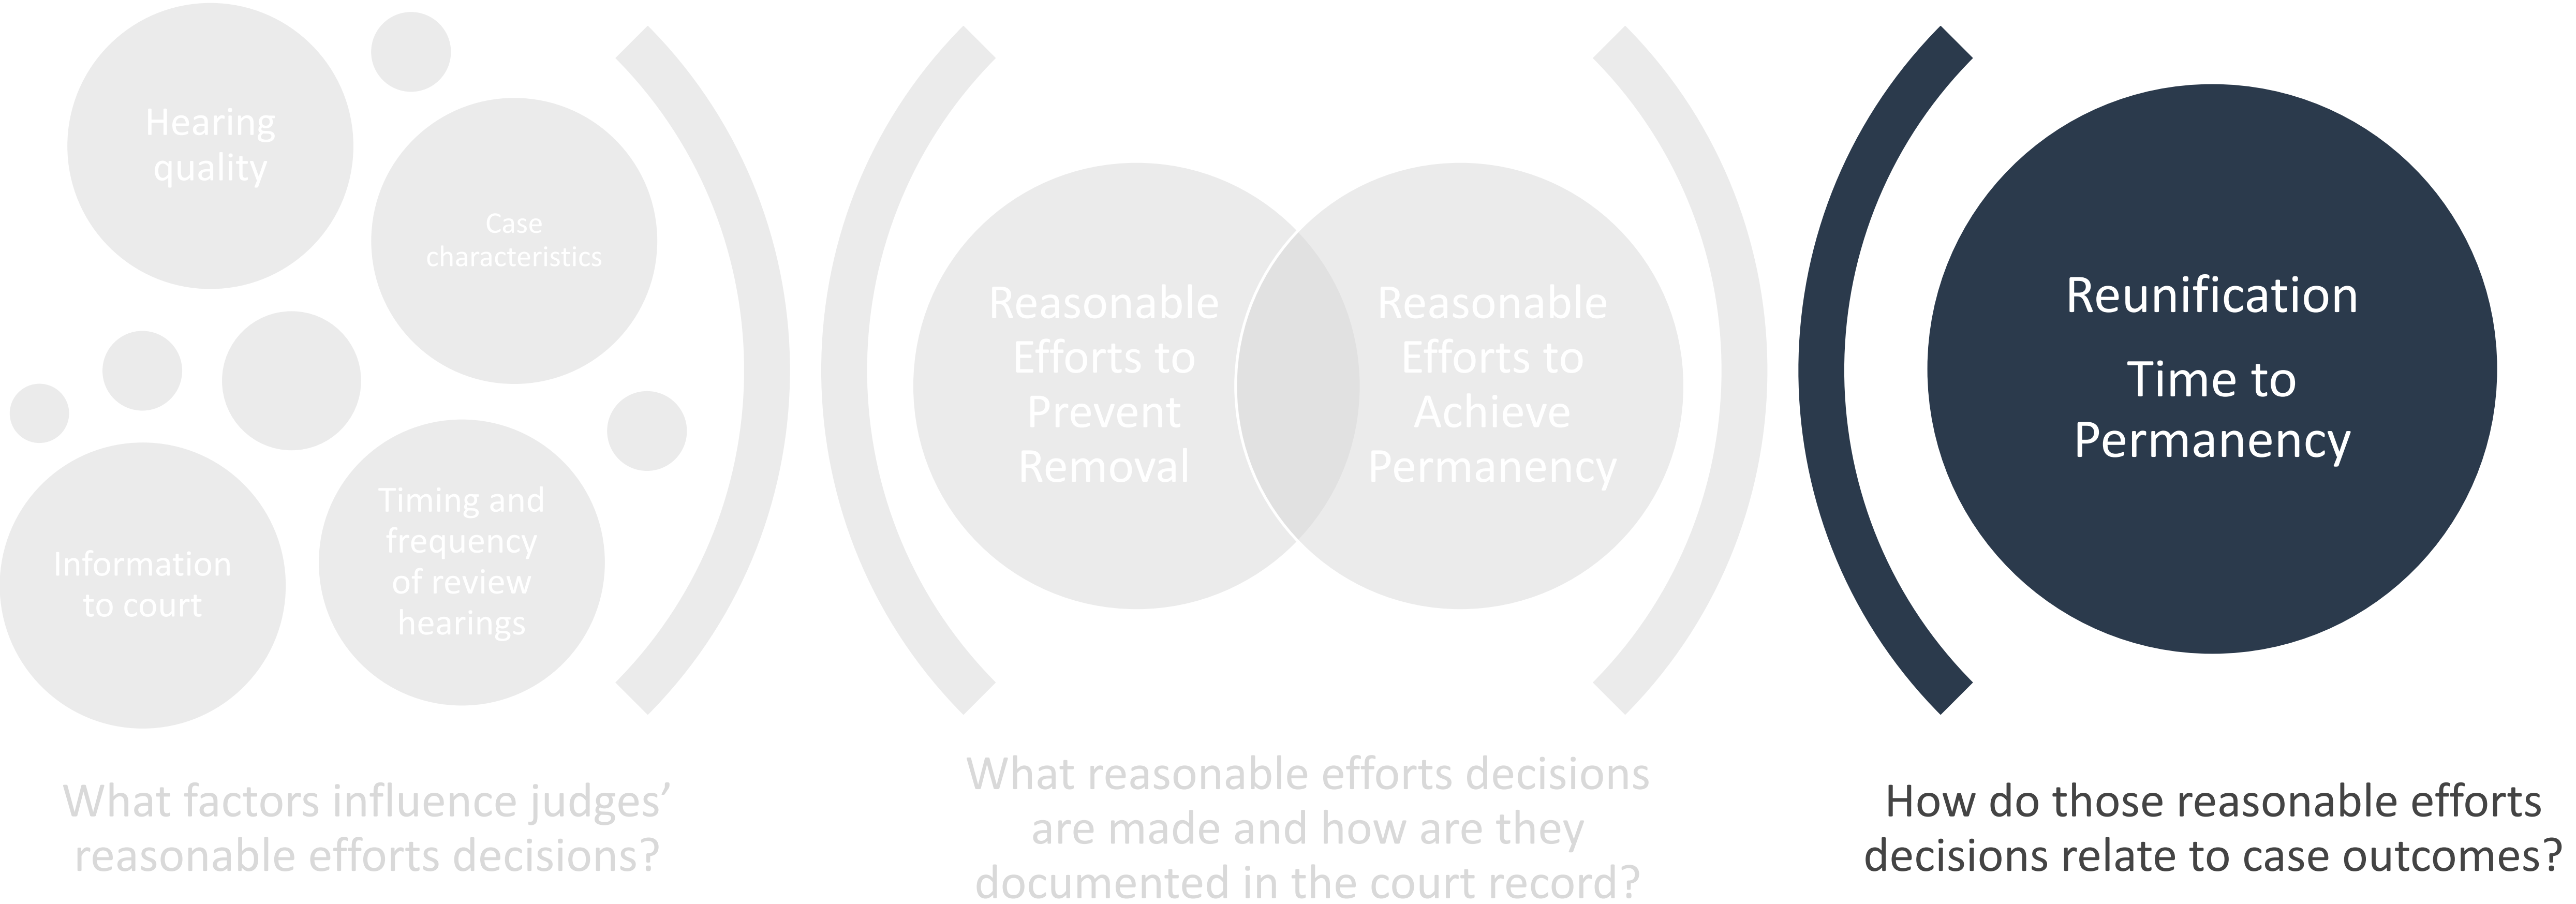 Hearing
quality
Case
characteristics
Information
to court
Timing and
frequency
of review
hearings
What factors influence judges’
reasonable efforts decisions?
Reasonable
Efforts to
Prevent
Removal
Reasonable
Efforts to
Achieve
Permanency
What reasonable efforts decisions
are made and how are they
documented in the court record?
Reunification
Time to
Permanency
How do those reasonable efforts
decisions relate to case outcomes?